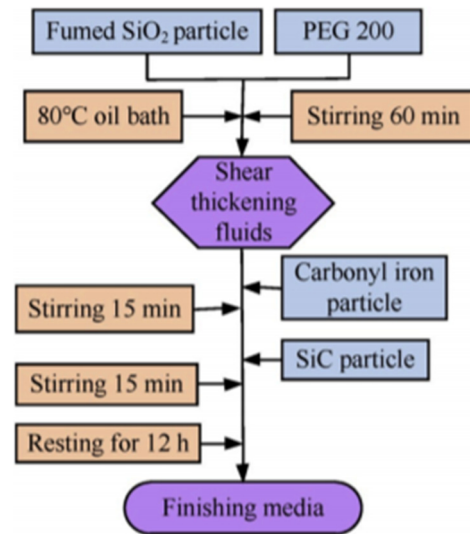 Fumed SiO₂ particle
PEG 200
80℃ oil bath
Stirring 60 min
Shear
thickening
fluids
Carbonyl iron
particle
Stirring 15 min
SiC particle
Stirring 15 min
Resting for 12 h
Finishing media